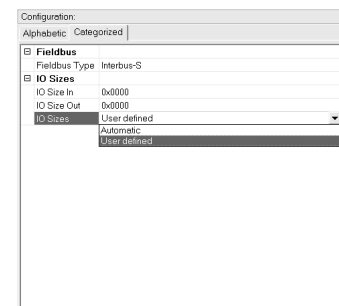 Configuration:
Alphabetic Categorized
Fieldbus
Fieldbus Type Interbus-S
IO Sizes
IO Size In 0x0000
IO Size Out 0x0000
IO Sizes User defined
Automatic
User defined